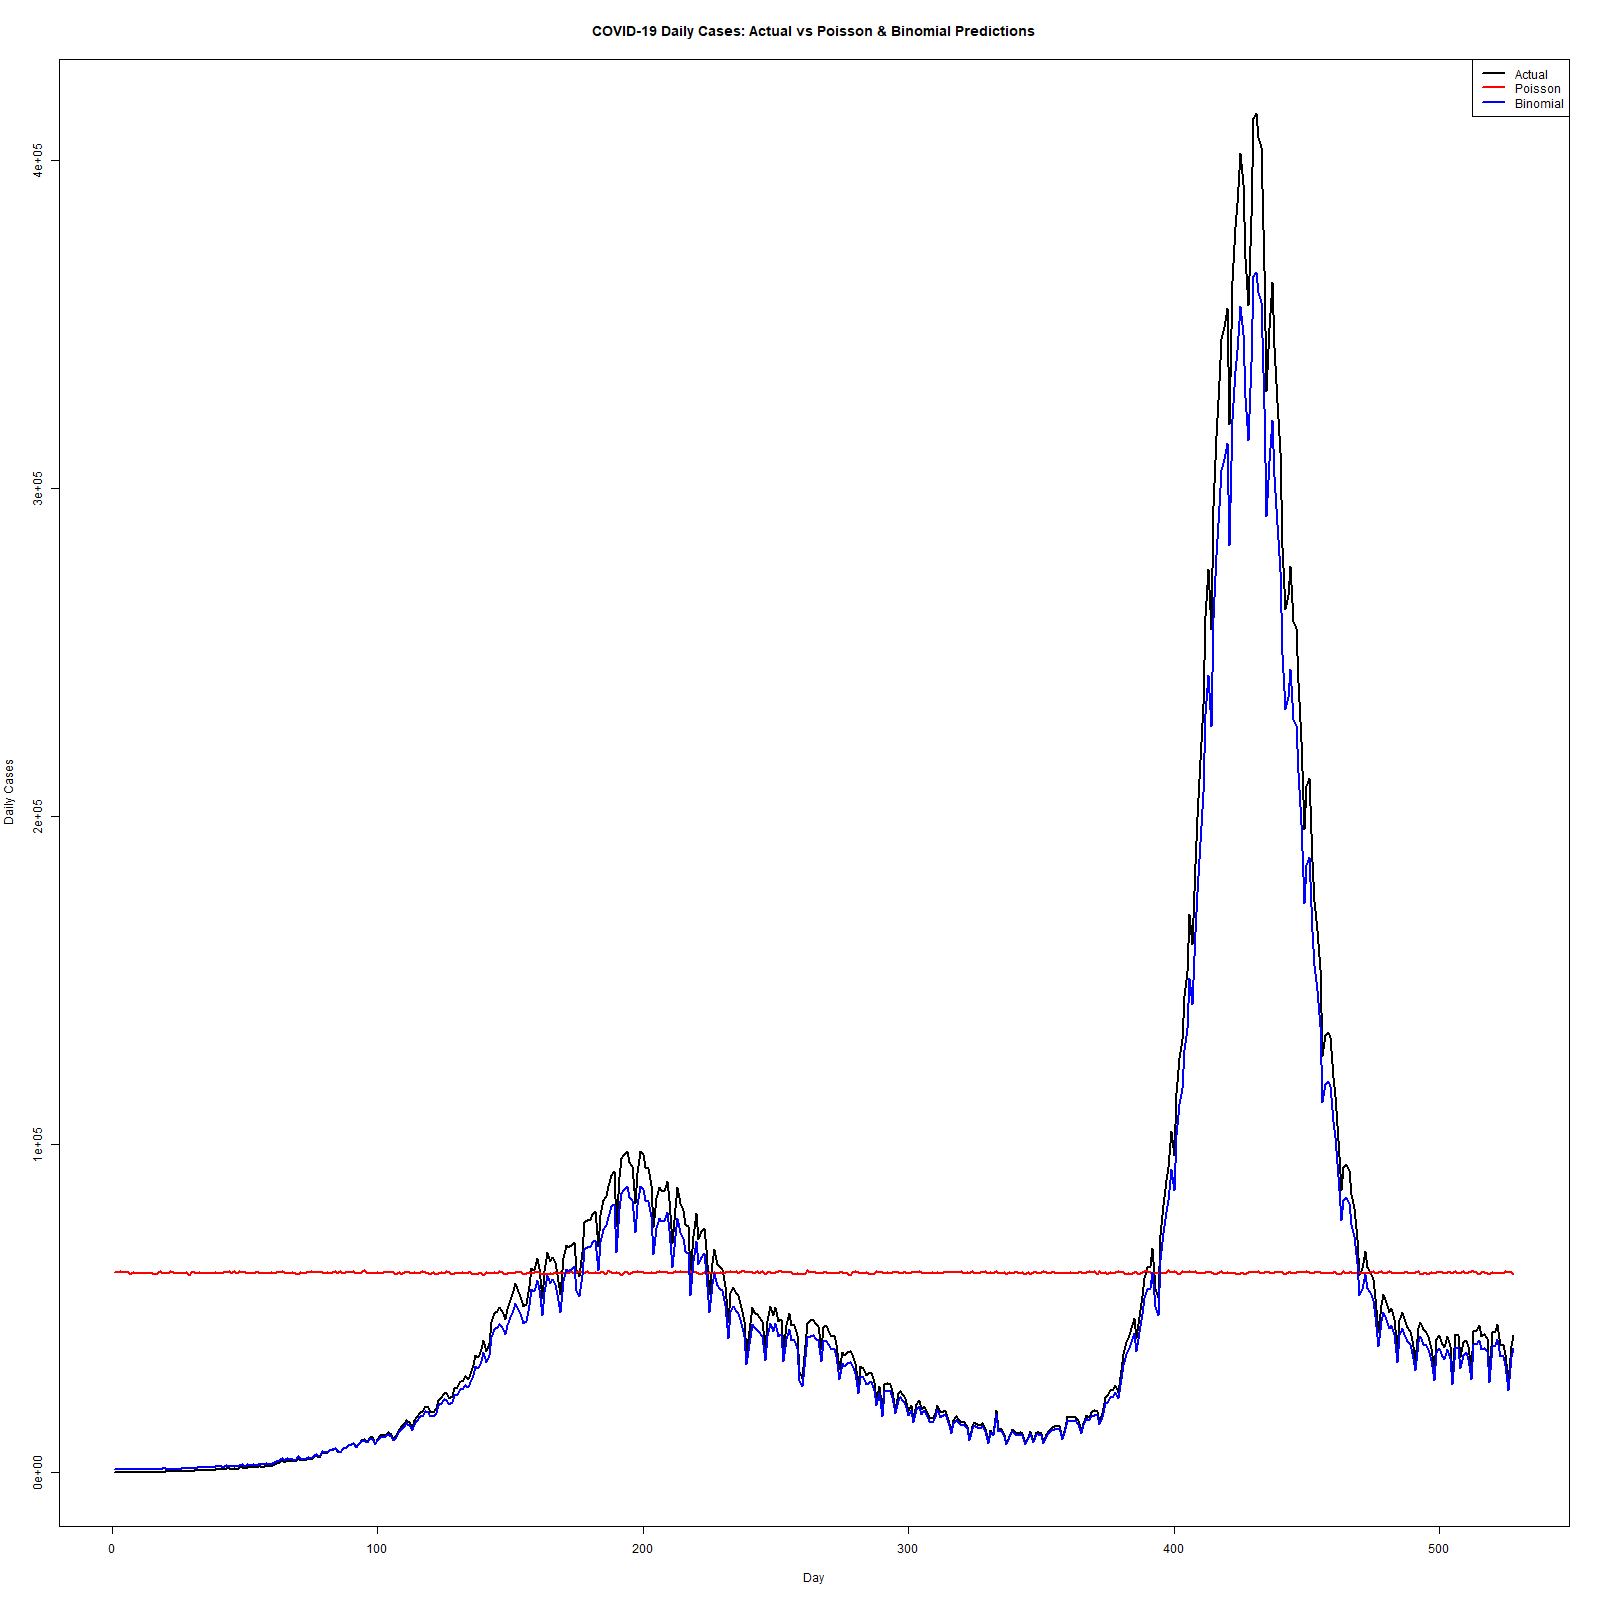 COVID-19 Daily Cases: Actual vs Poisson & Binomial Predictions
Actual
Poisson
Binomial
4e+05
3e+05
2e+05
1e+05
0e+00
Daily Cases
0 100 200 300 400 500
Day